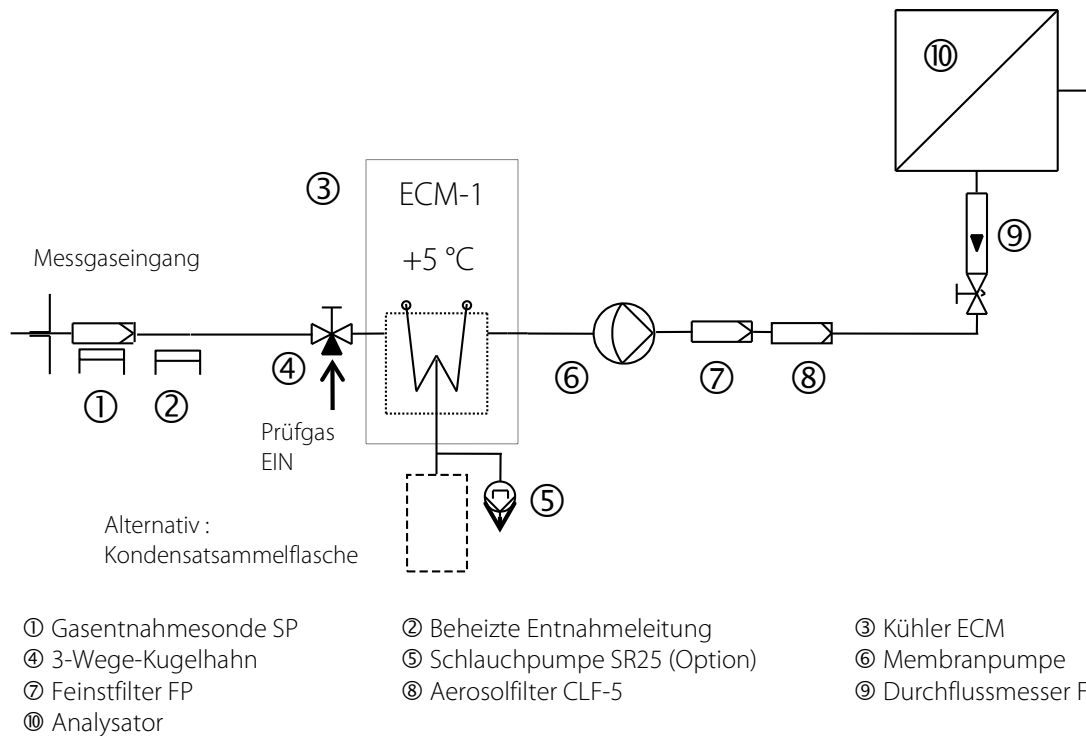 ⑩
③
ECM-1
+5 °C
⑨
Messgaseingang
④
⑥
⑦
⑧
①
②
Prüfgas
EIN
⑤
Alternativ :
Kondensatsammelflasche
① Gasentnahmesonde SP
② Beheizte Entnahmeleitung
③ Kühler ECM
④ 3-Wege-Kugelhahn
⑤ Schlauchpumpe SR25 (Option)
⑥ Membranpumpe
⑦ Feinstfilter FP
⑧ Aerosolfilter CLF-5
⑨ Durchflussmesser F
⑩ Analysator